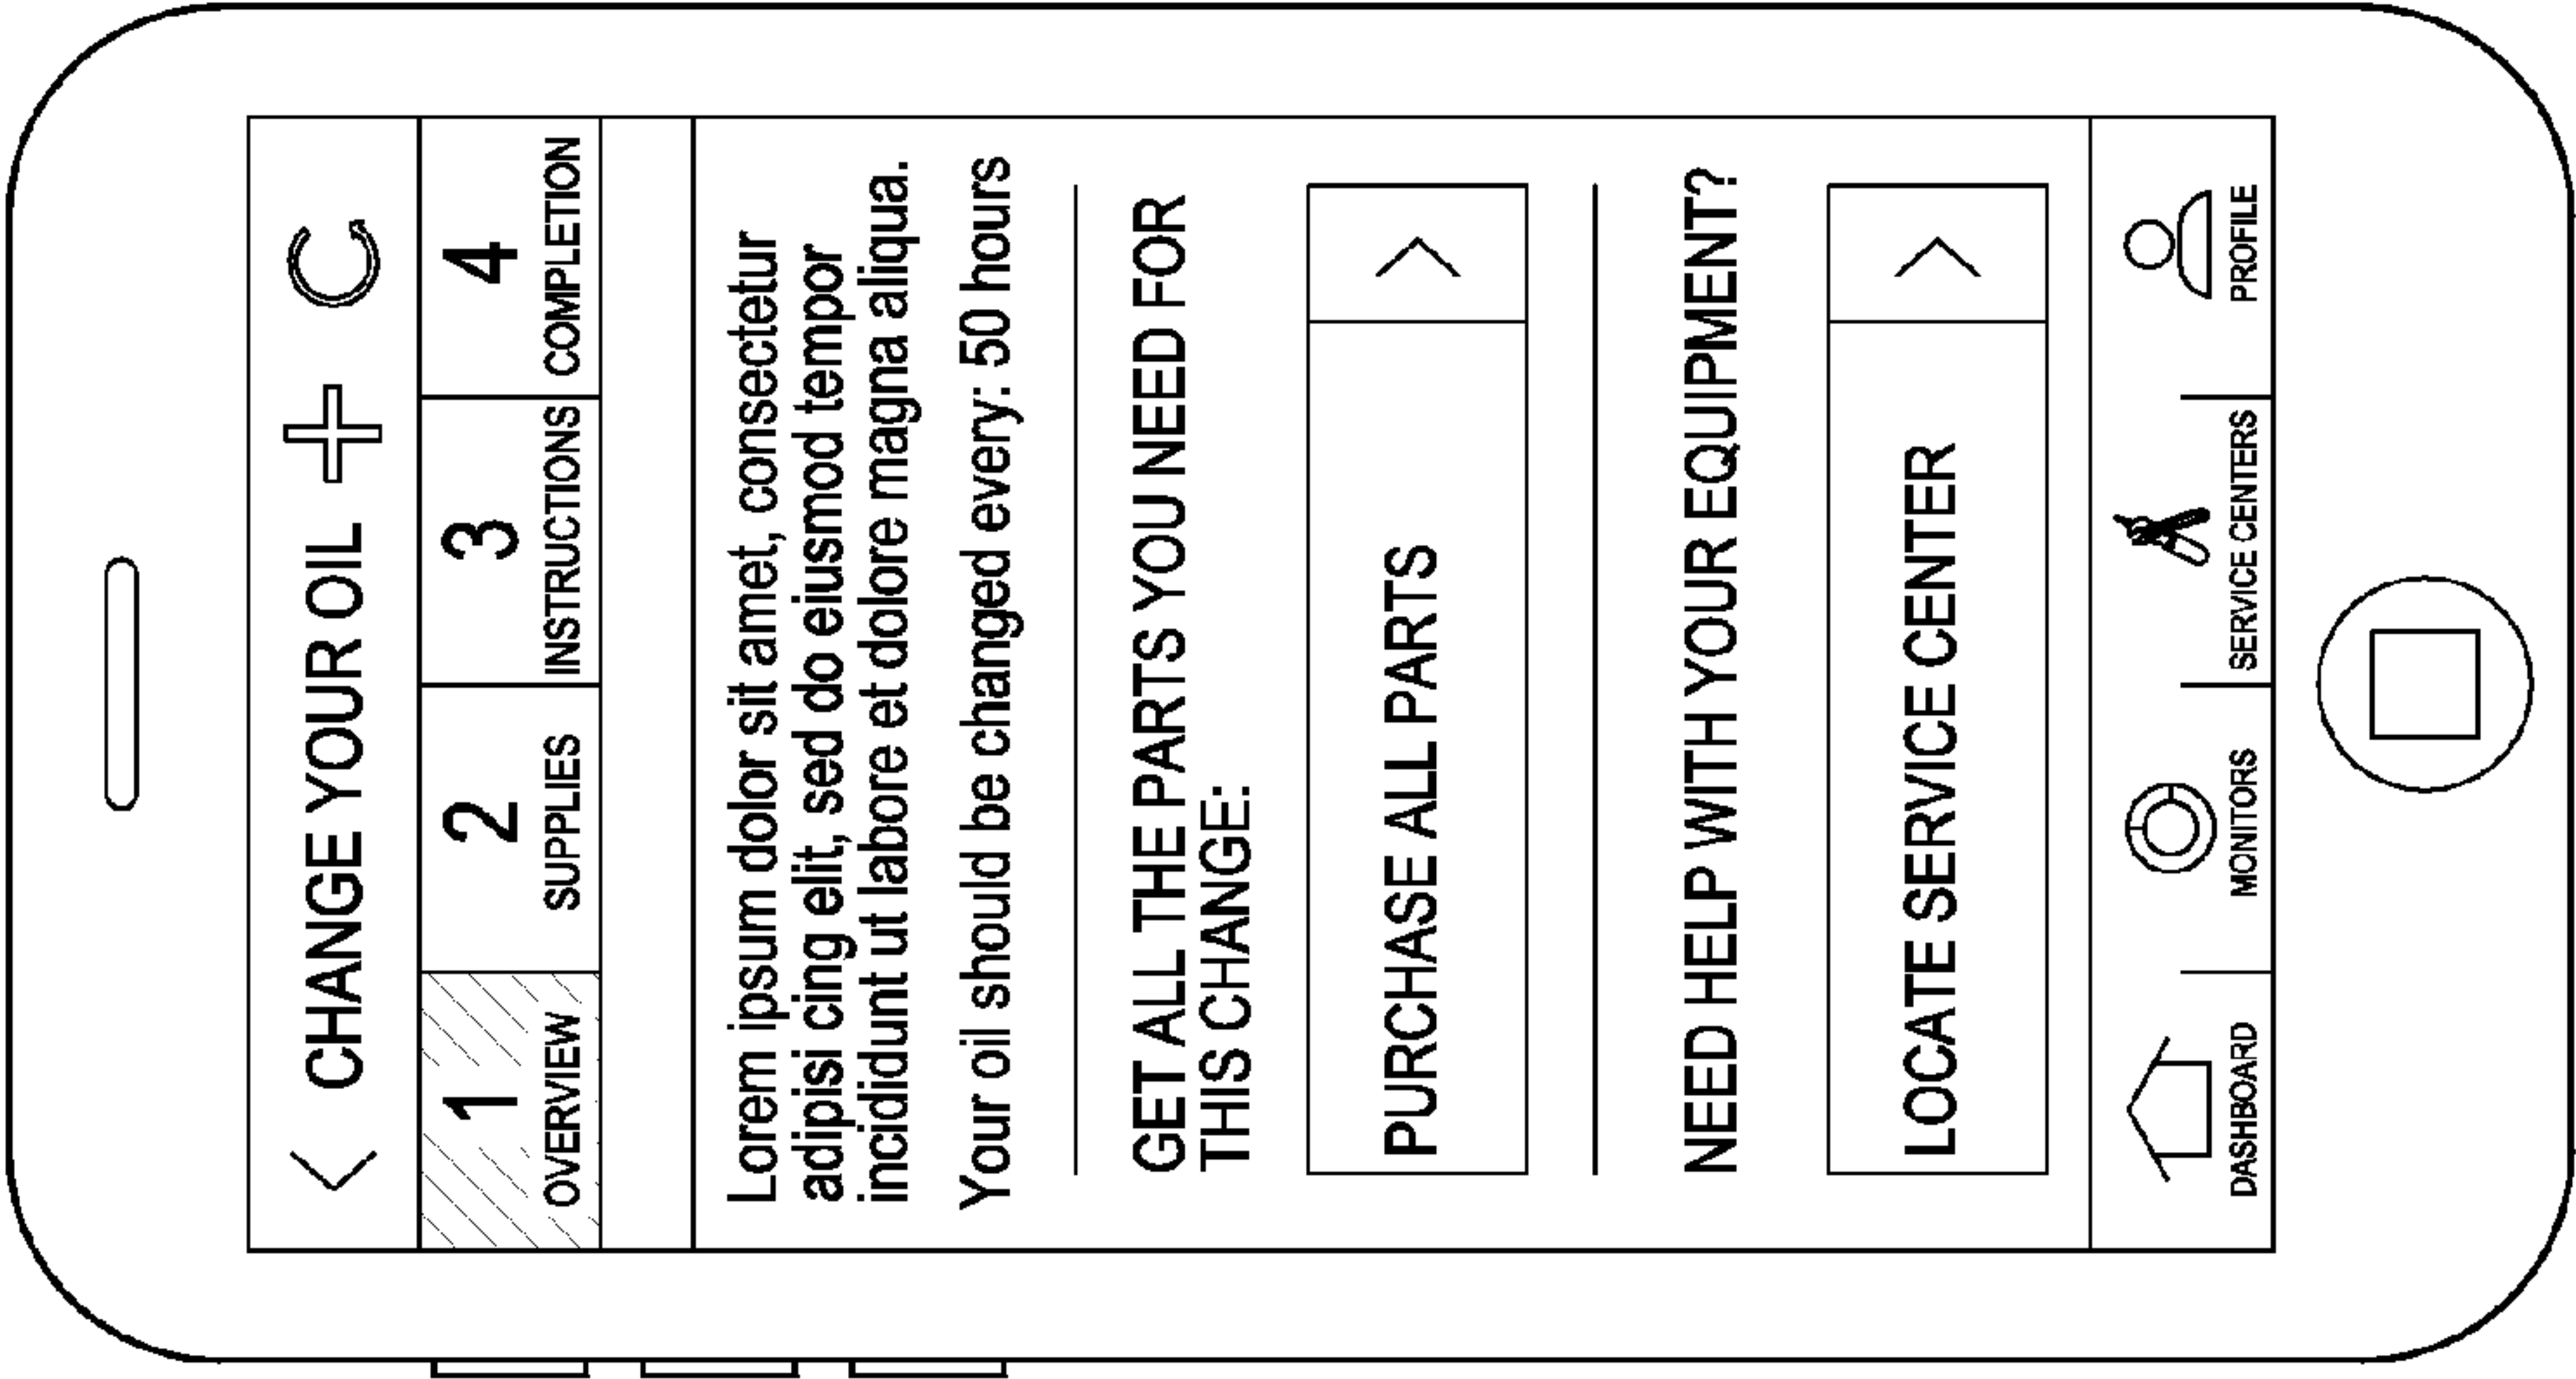 CHANGE YOUR OIL
1 2 3 4
OVERVIEW SUPPLIES INSTRUCTIONS COMPLETION
Lorem ipsum dolor sit amet, consectetur
adipisi cing elit, sed do eiusmod tempor
incididunt ut labore et dolore magna aliqua.
Your oil should be changed every: 50 hours
GET ALL THE PARTS YOU NEED FOR
THIS CHANGE:
PURCHASE ALL PARTS
NEED HELP WITH YOUR EQUIPMENT?
LOCATE SERVICE CENTER
DASHBOARD MONITORS SERVICE CENTERS PROFILE